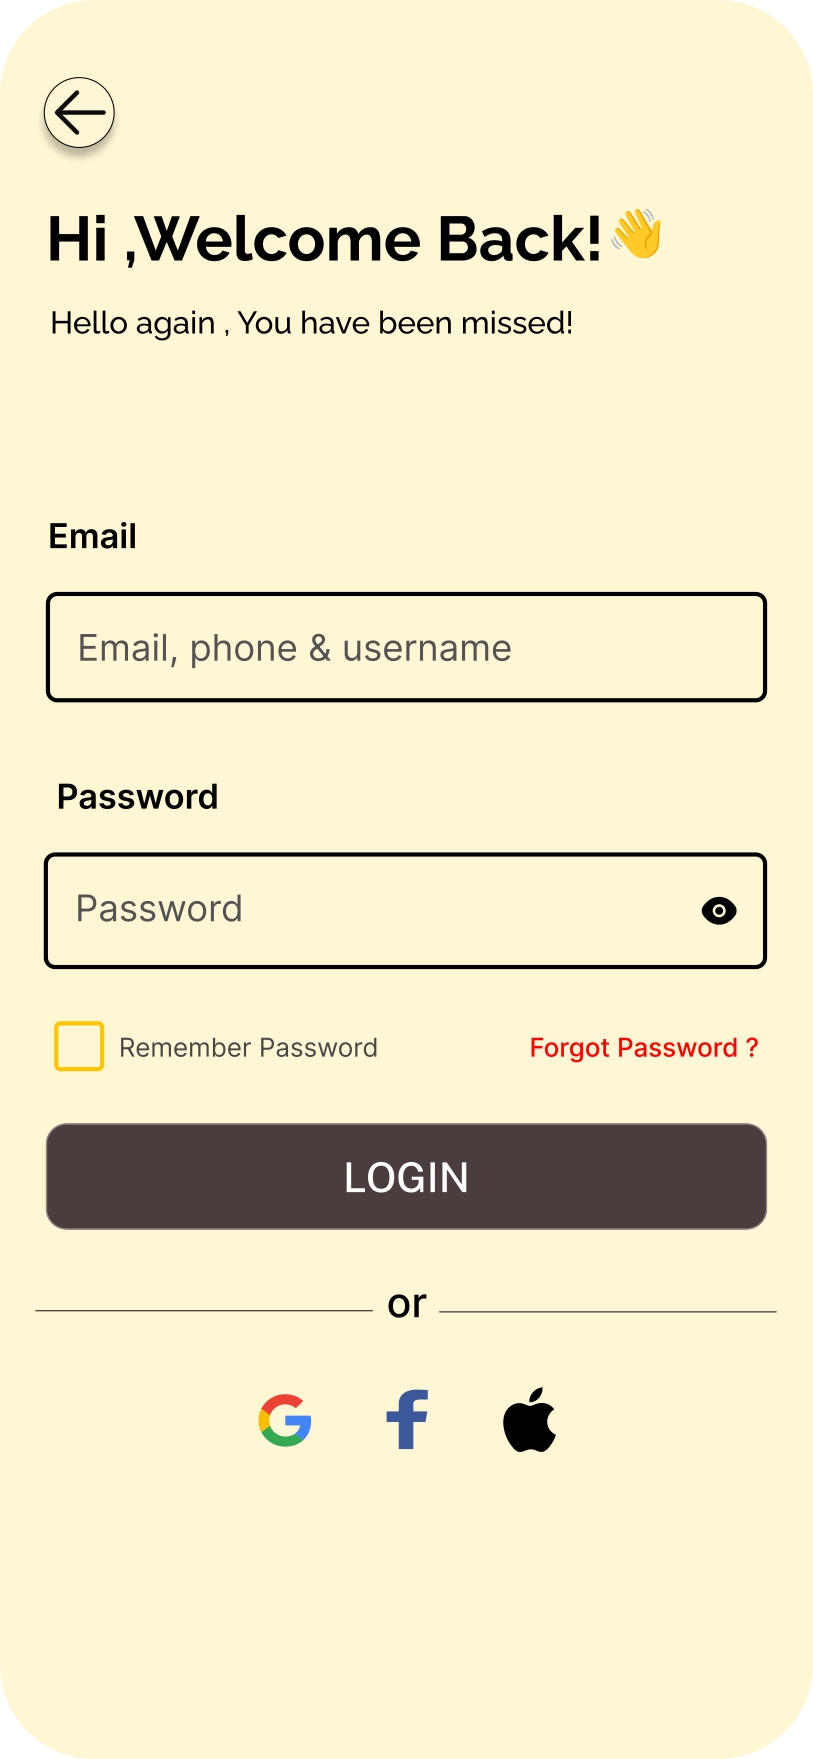 Hi ,Welcome Back!👋
Hello again , You have been missed!
Email
Email, phone & username
Password
Password
Remember Password
Forgot Password ?
LOGIN
or